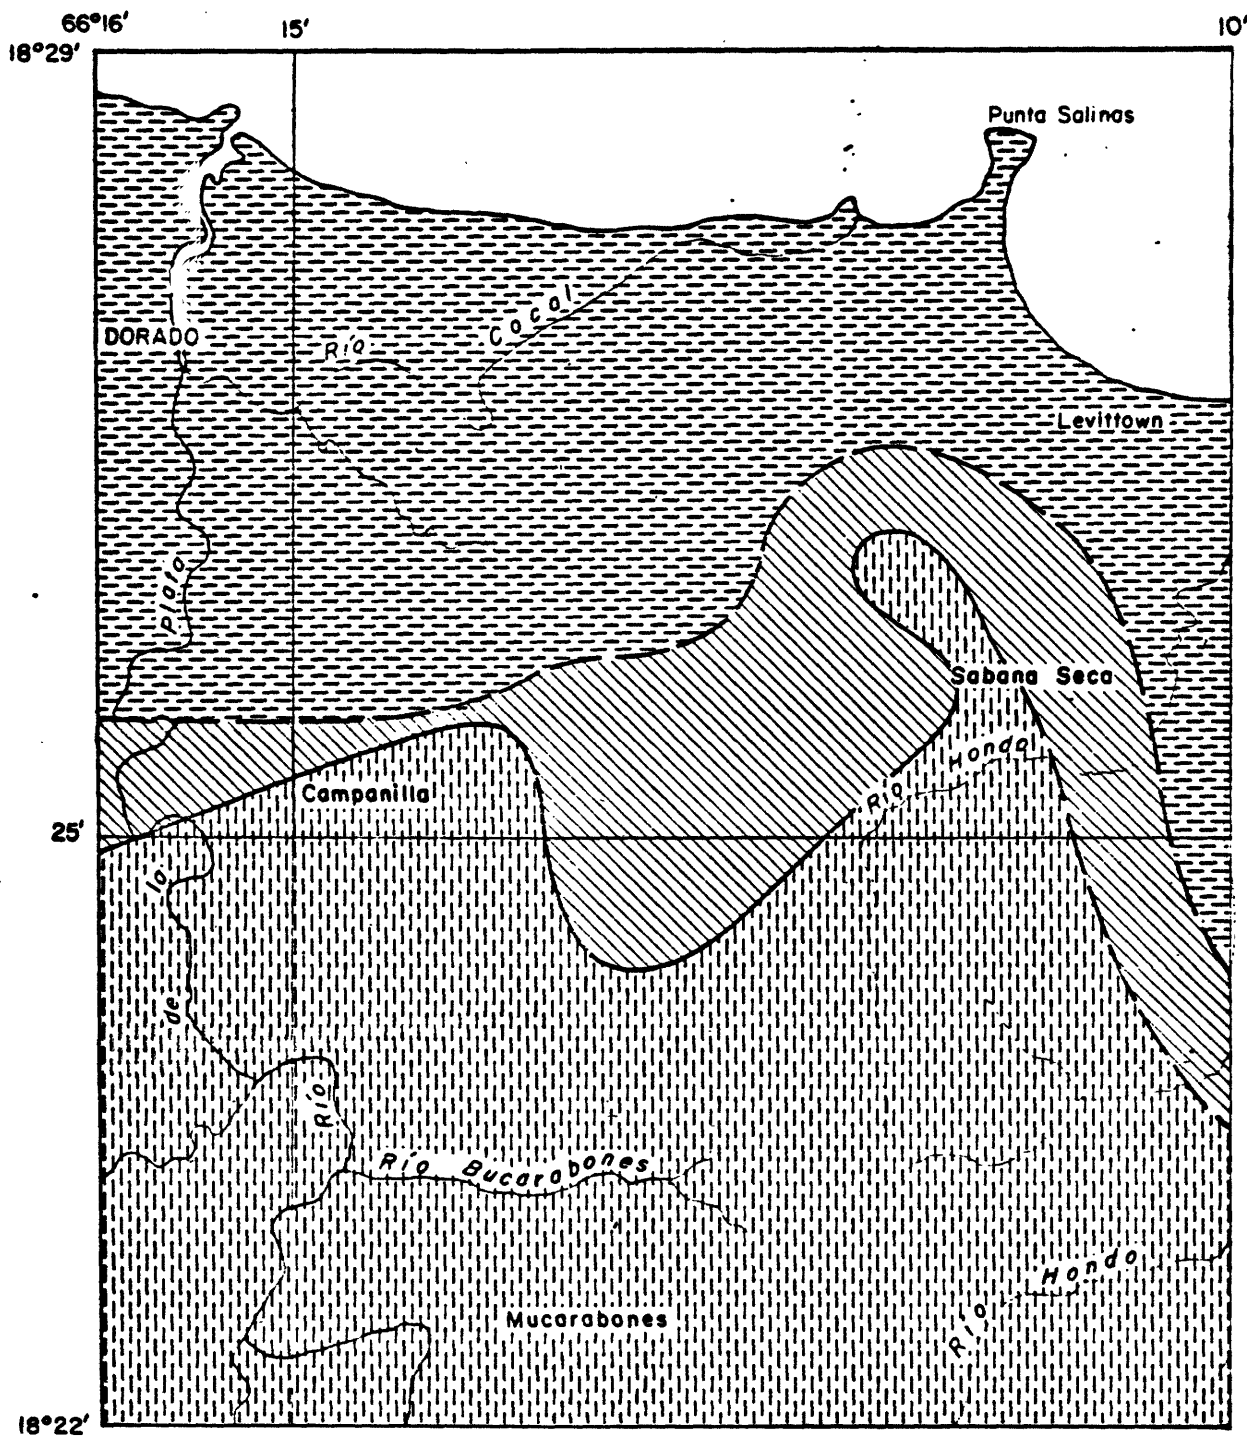 66°16' 15' 10'
18°29'
Punta Salinas
Cocal
DORADO
Río
Levittown
Plata
Sabana Seca
Hondo
Campanilla
Río
25'
la
de
Río
Río Bucarabones
Hondo
Mucarabones
Río
18°22'